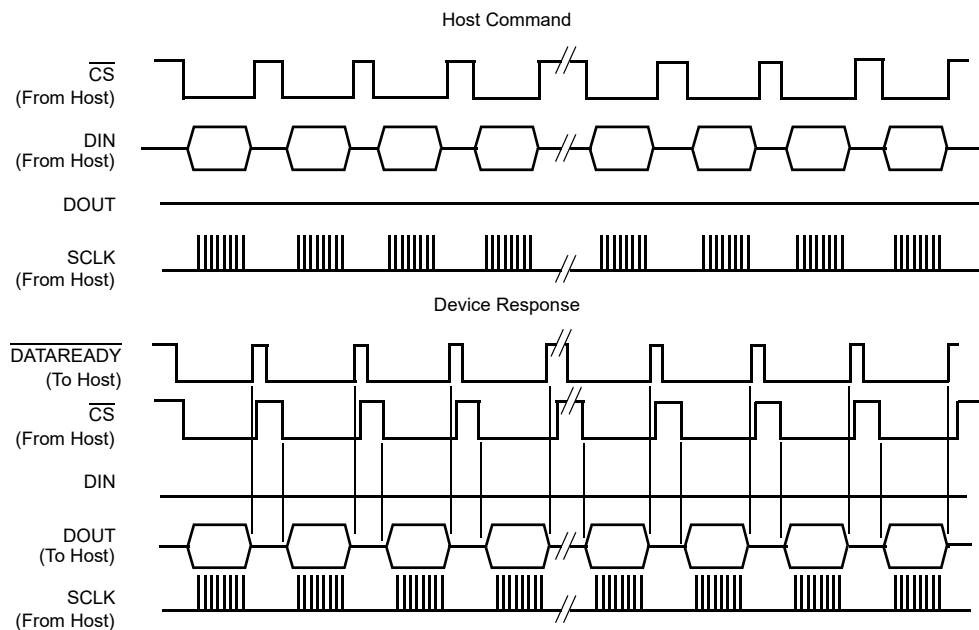 Host Command
CS
(From Host)
DIN
(From Host)
DOUT
SCLK
(From Host)
Device Response
DATAREADY
(To Host)
CS
(From Host)
DIN
DOUT
(To Host)
SCLK
(From Host)